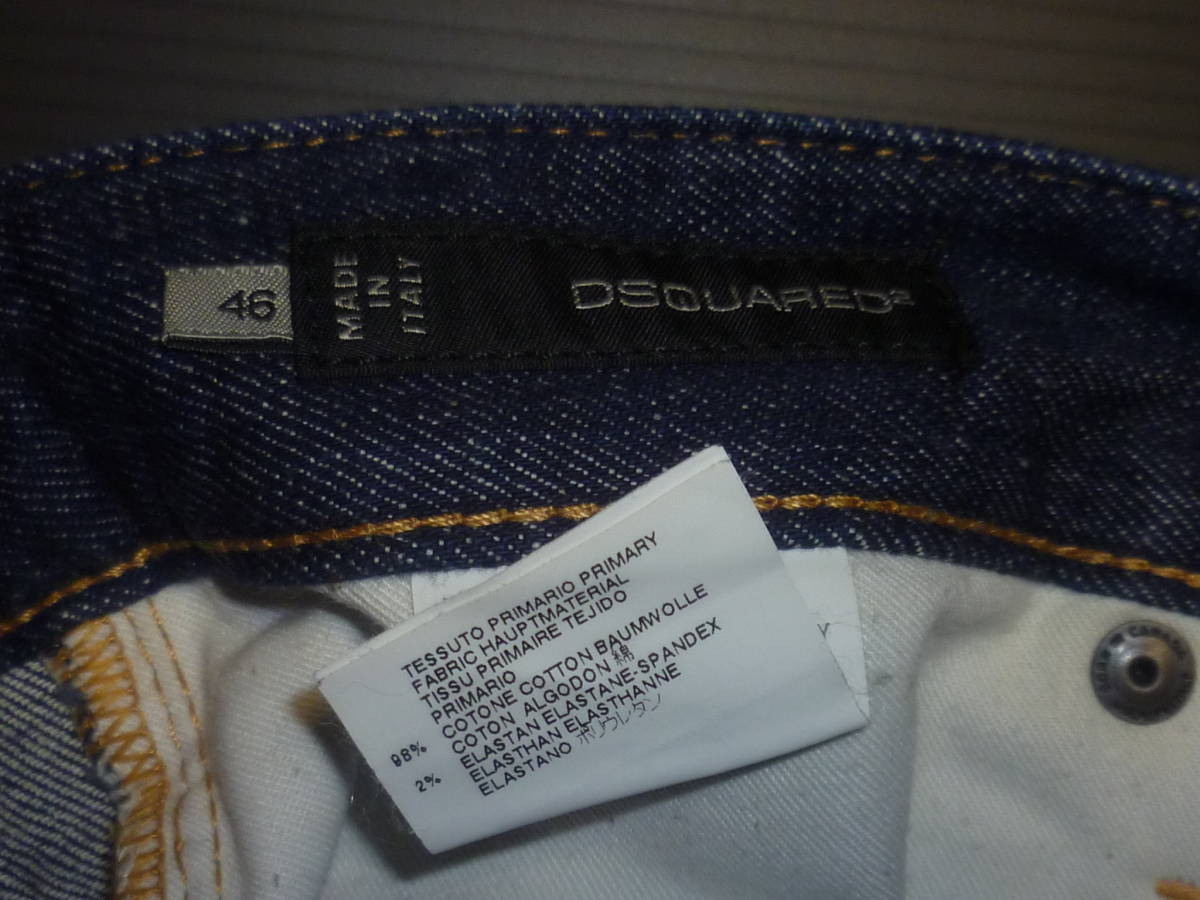 46
MADE
IN
ITALY
DSQUARED2
TESSUTO PRIMARIO PRIMARY
FABRIC HAUPTMATERIAL
TISSU PRIMAIRE TEJIDO
PRIMARIO
98% COTONE COTTON BAUMWOLLE
COTON ALGODON 綿
2% ELASTAN ELASTANE-SPANDEX
ELASTHAN ELASTHANNE
ELASTANO ポリウレタン